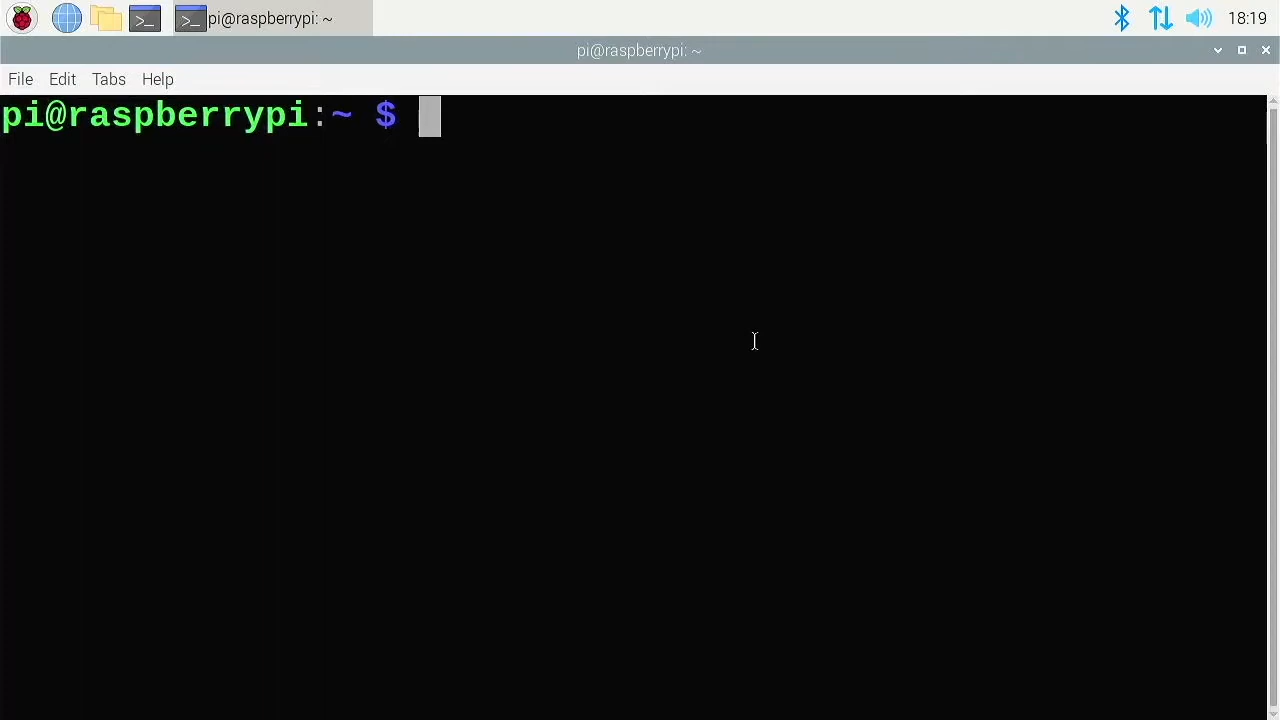 pi@raspberrypi: ~
18:19
pi@raspberrypi: ~
File Edit Tabs Help
pi@raspberrypi:~ $